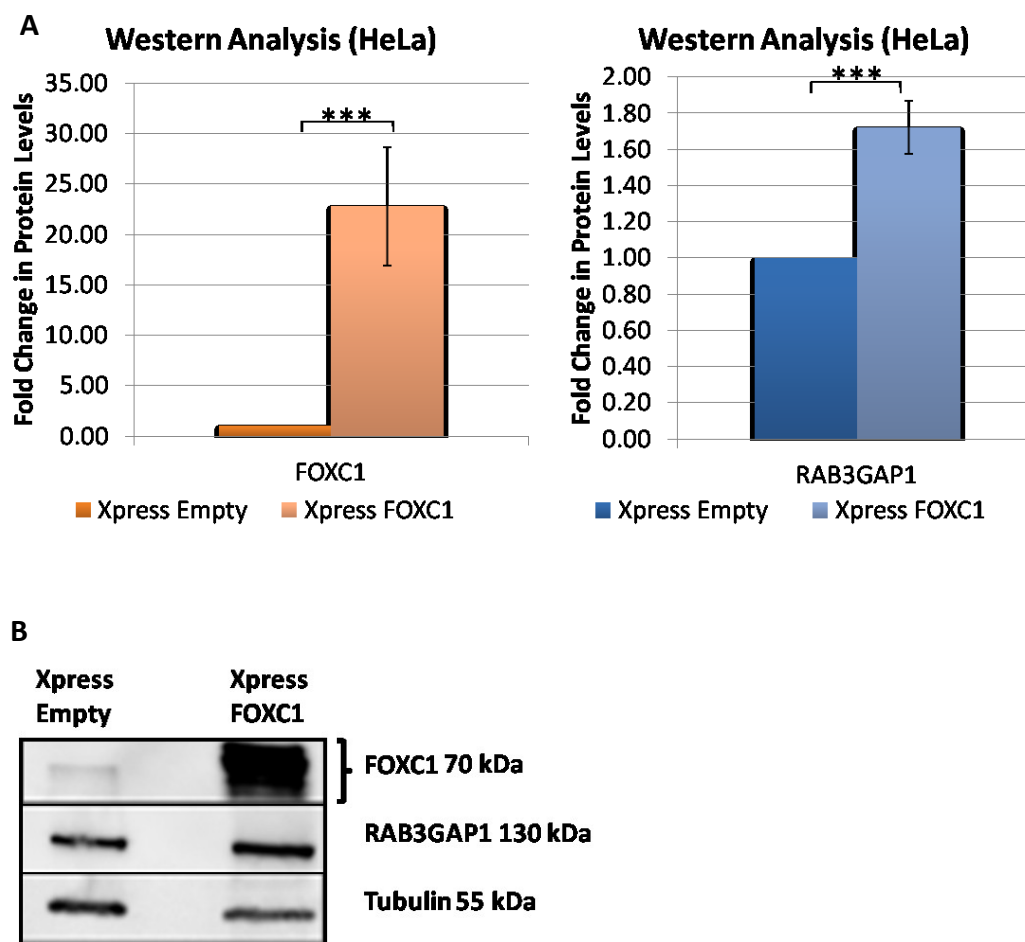 A
Western Analysis (HeLa)
Fold Change in Protein Levels
35.00
30.00
25.00
20.00
15.00
10.00
5.00
0.00
***
FOXC1
Xpress Empty Xpress FOXC1
Western Analysis (HeLa)
Fold Change in Protein Levels
2.00
1.80
1.60
1.40
1.20
1.00
0.80
0.60
0.40
0.20
0.00
***
RAB3GAP1
Xpress Empty Xpress FOXC1
B
Xpress
Empty
Xpress
FOXC1
FOXC1 70 kDa
RAB3GAP1 130 kDa
Tubulin 55 kDa